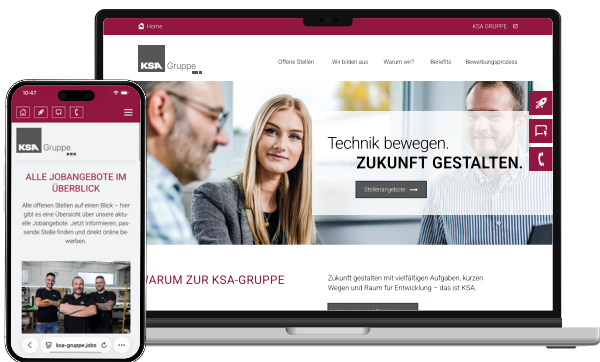 Home
KSA GRUPPE
KSA Gruppe
Offene Stellen
Wir bilden aus
Warum wir?
Benefits
Bewerbungsprozess
Technik bewegen.
ZUKUNFT GESTALTEN.
Stellenangebote
WARUM ZUR KSA-GRUPPE
Zukunft gestalten mit vielfältigen Aufgaben, kurzen
Wegen und Raum für Entwicklung – das ist KSA.
10:47
KSA Gruppe
ALLE JOBANGEBOTE IM
ÜBERBLICK
Alle offenen Stellen auf einen Blick – hier
gibt es eine Übersicht über unsere aktu-
elle Jobangebote. Jetzt informieren, pas-
sende Stelle finden und direkt online be-
werben.
ksa-gruppe.jobs